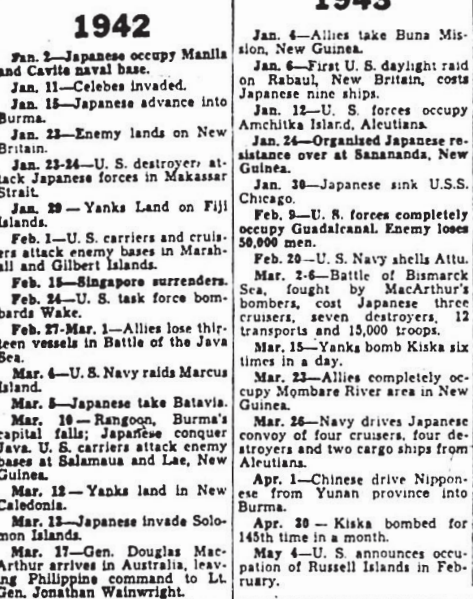 1942
Jan. 2—Japanese occupy Manila
and Cavite naval base.
Jan. 11—Celebes invaded.
Jan. 15—Japanese advance into
Burma.
Jan. 23—Enemy lands on New
Britain.
Jan. 23-24—U. S. destroyers at-
tack Japanese forces in Makassar
Strait.
Jan. 29 — Yanks Land on Fiji
Islands.
Feb. 1—U. S. carriers and cruis-
ers attack enemy bases in Marsh-
all and Gilbert Islands.
Feb. 15—Singapore surrenders.
Feb. 24—U. S. task force bom-
bards Wake.
Feb. 27-Mar. 1—Allies lose thir-
teen vessels in Battle of the Java
Sea.
Mar. 4—U. S. Navy raids Marcus
Island.
Mar. 5—Japanese take Batavia.
Mar. 10 — Rangoon, Burma's
capital falls; Japanese conquer
Java. U. S. carriers attack enemy
bases at Salamaua and Lae, New
Guinea.
Mar. 12 — Yanks land in New
Caledonia.
Mar. 13—Japanese invade Solo-
mon Islands.
Mar. 17—Gen. Douglas Mac-
Arthur arrives in Australia, leav-
ing Philippine command to Lt.
Gen. Jonathan Wainwright.
1943
Jan. 4—Allies take Buna Mis-
sion, New Guinea.
Jan. 6—First U. S. daylight raid
on Rabaul, New Britain, costs
Japanese nine ships.
Jan. 12—U. S. forces occupy
Amchitka Island, Aleutians.
Jan. 24—Organised Japanese re-
sistance over at Sanananda, New
Guinea.
Jan. 30—Japanese sink U.S.S.
Chicago.
Feb. 9—U. S. forces completely
occupy Guadalcanal. Enemy loses
50,000 men.
Feb. 20—U. S. Navy shells Attu.
Mar. 2-6—Battle of Bismarck
Sea, fought by MacArthur's
bombers, cost Japanese three
cruisers, seven destroyers, 12
transports and 15,000 troops.
Mar. 15—Yanks bomb Kiska six
times in a day.
Mar. 23—Allies completely oc-
cupy Mombare River area in New
Guinea.
Mar. 26—Navy drives Japanese
convoy of four cruisers, four de-
stroyers and two cargo ships from
Aleutians.
Apr. 1—Chinese drive Nippon-
ese from Yunan province into
Burma.
Apr. 30 — Kiska bombed for
145th time in a month.
May 4—U. S. announces occu-
pation of Russell Islands in Feb-
ruary.